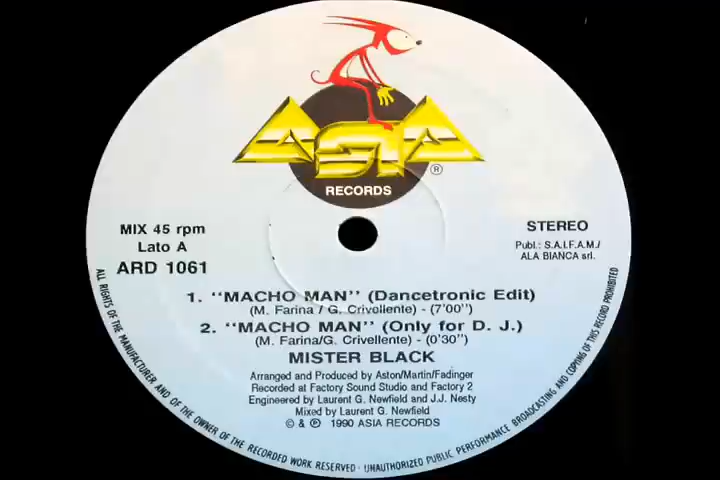 ASIA
®
RECORDS
MIX 45 rpm
Lato A
ARD 1061
STEREO
Publ.: S.A.I.F.A.M./
ALA BIANCA srl.
1. "MACHO MAN" (Dancetronic Edit)
(M. Farina / G. Crivellente) - (7'00")
2. "MACHO MAN" (Only for D. J.)
(M. Farina/G. Crivellente) - (0'30")
MISTER BLACK
Arranged and Produced by Aston/Martin/Fadinger
Recorded at Factory Sound Studio and Factory 2
Engineered by Laurent G. Newfield and J.J. Nesty
Mixed by Laurent G. Newfield
© & ℗ 1990 ASIA RECORDS
ALL RIGHTS OF THE MANUFACTURER AND OF THE OWNER OF THE RECORDED WORK RESERVED - UNAUTHORIZED PUBLIC PERFORMANCE BROADCASTING AND COPYING OF THIS RECORD PROHIBITED